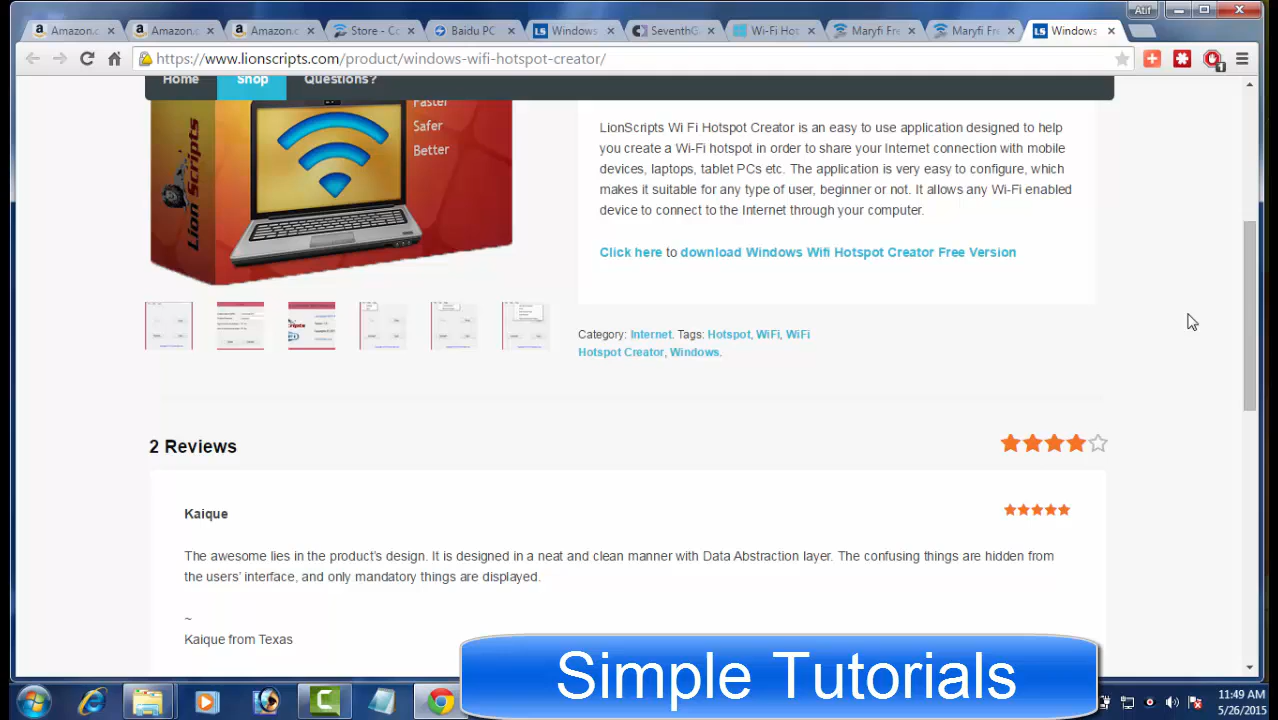 Atif
Amazon.c Amazon.c Amazon.c Store - Cc Baidu PC Windows SeventhG Wi-Fi Hot Maryfi Fre Maryfi Fre Windows
https://www.lionscripts.com/product/windows-wifi-hotspot-creator/
1
Home Shop Questions?
Faster
Safer
Better
Lion Scripts
LionScripts Wi Fi Hotspot Creator is an easy to use application designed to help
you create a Wi-Fi hotspot in order to share your Internet connection with mobile
devices, laptops, tablet PCs etc. The application is very easy to configure, which
makes it suitable for any type of user, beginner or not. It allows any Wi-Fi enabled
device to connect to the Internet through your computer.
Click here to download Windows Wifi Hotspot Creator Free Version
Category: Internet. Tags: Hotspot, WiFi, WiFi
Hotspot Creator, Windows.
2 Reviews
Kaique
The awesome lies in the product's design. It is designed in a neat and clean manner with Data Abstraction layer. The confusing things are hidden from
the users' interface, and only mandatory things are displayed.
~
Kaique from Texas
Simple Tutorials
11:49 AM
5/26/2015